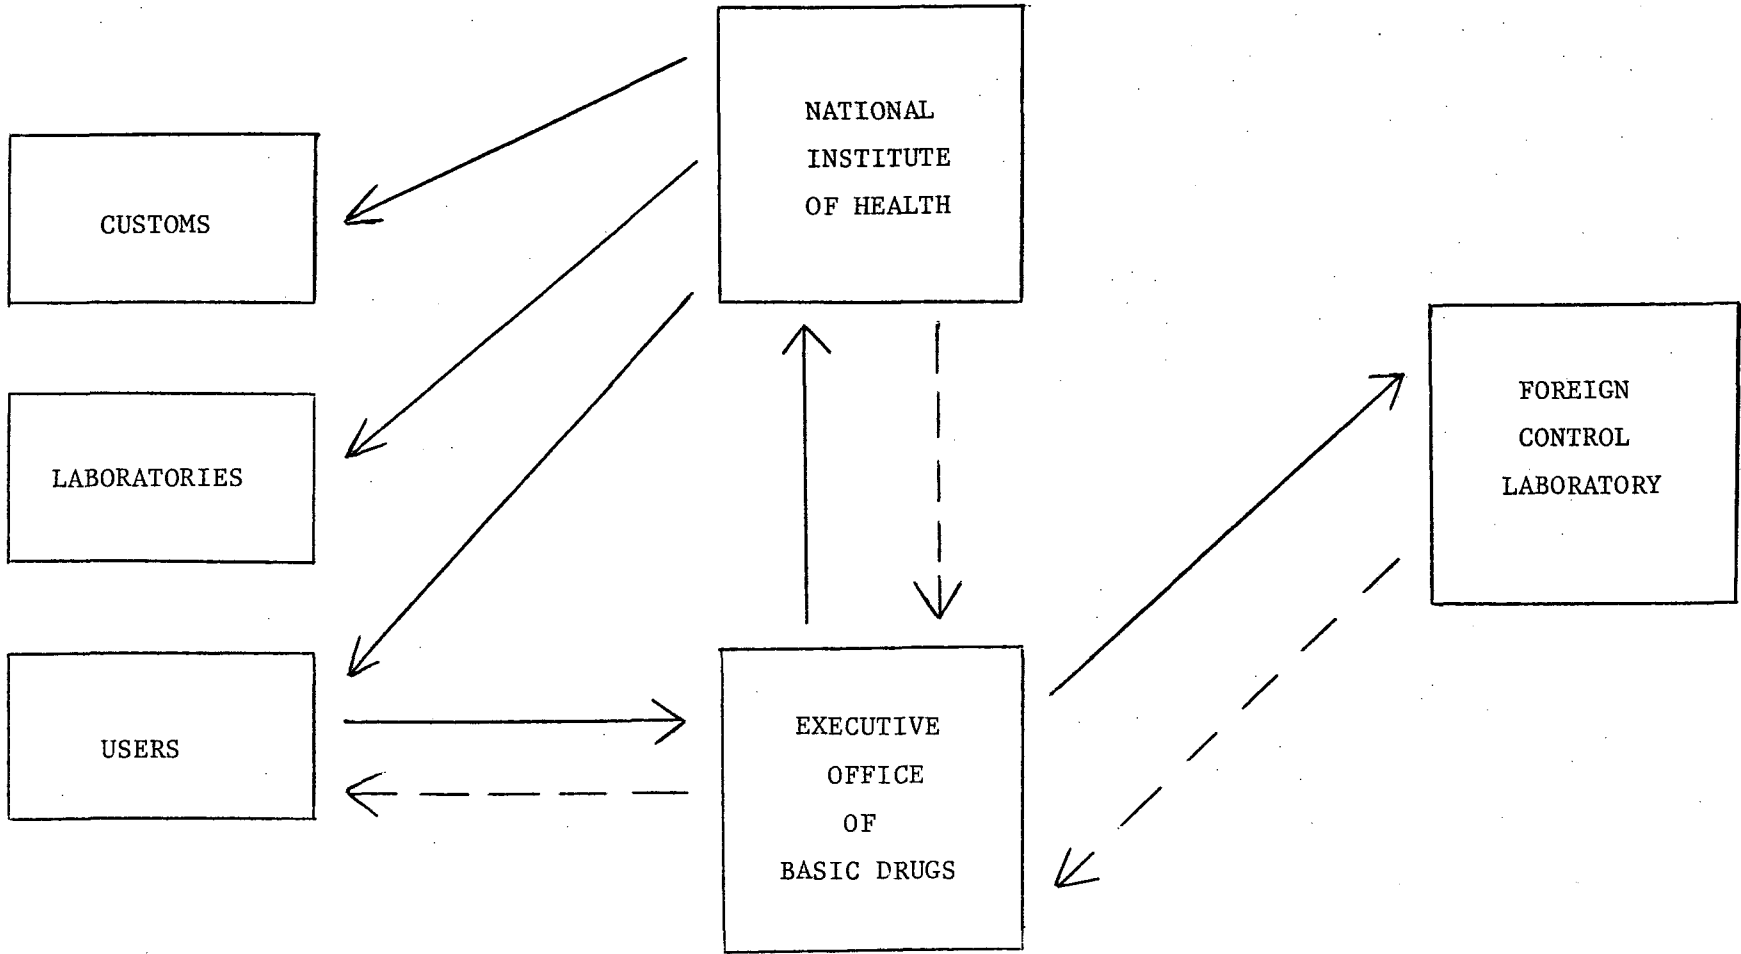 NATIONAL
INSTITUTE
OF HEALTH
CUSTOMS
LABORATORIES
USERS
EXECUTIVE
OFFICE
OF
BASIC DRUGS
FOREIGN
CONTROL
LABORATORY